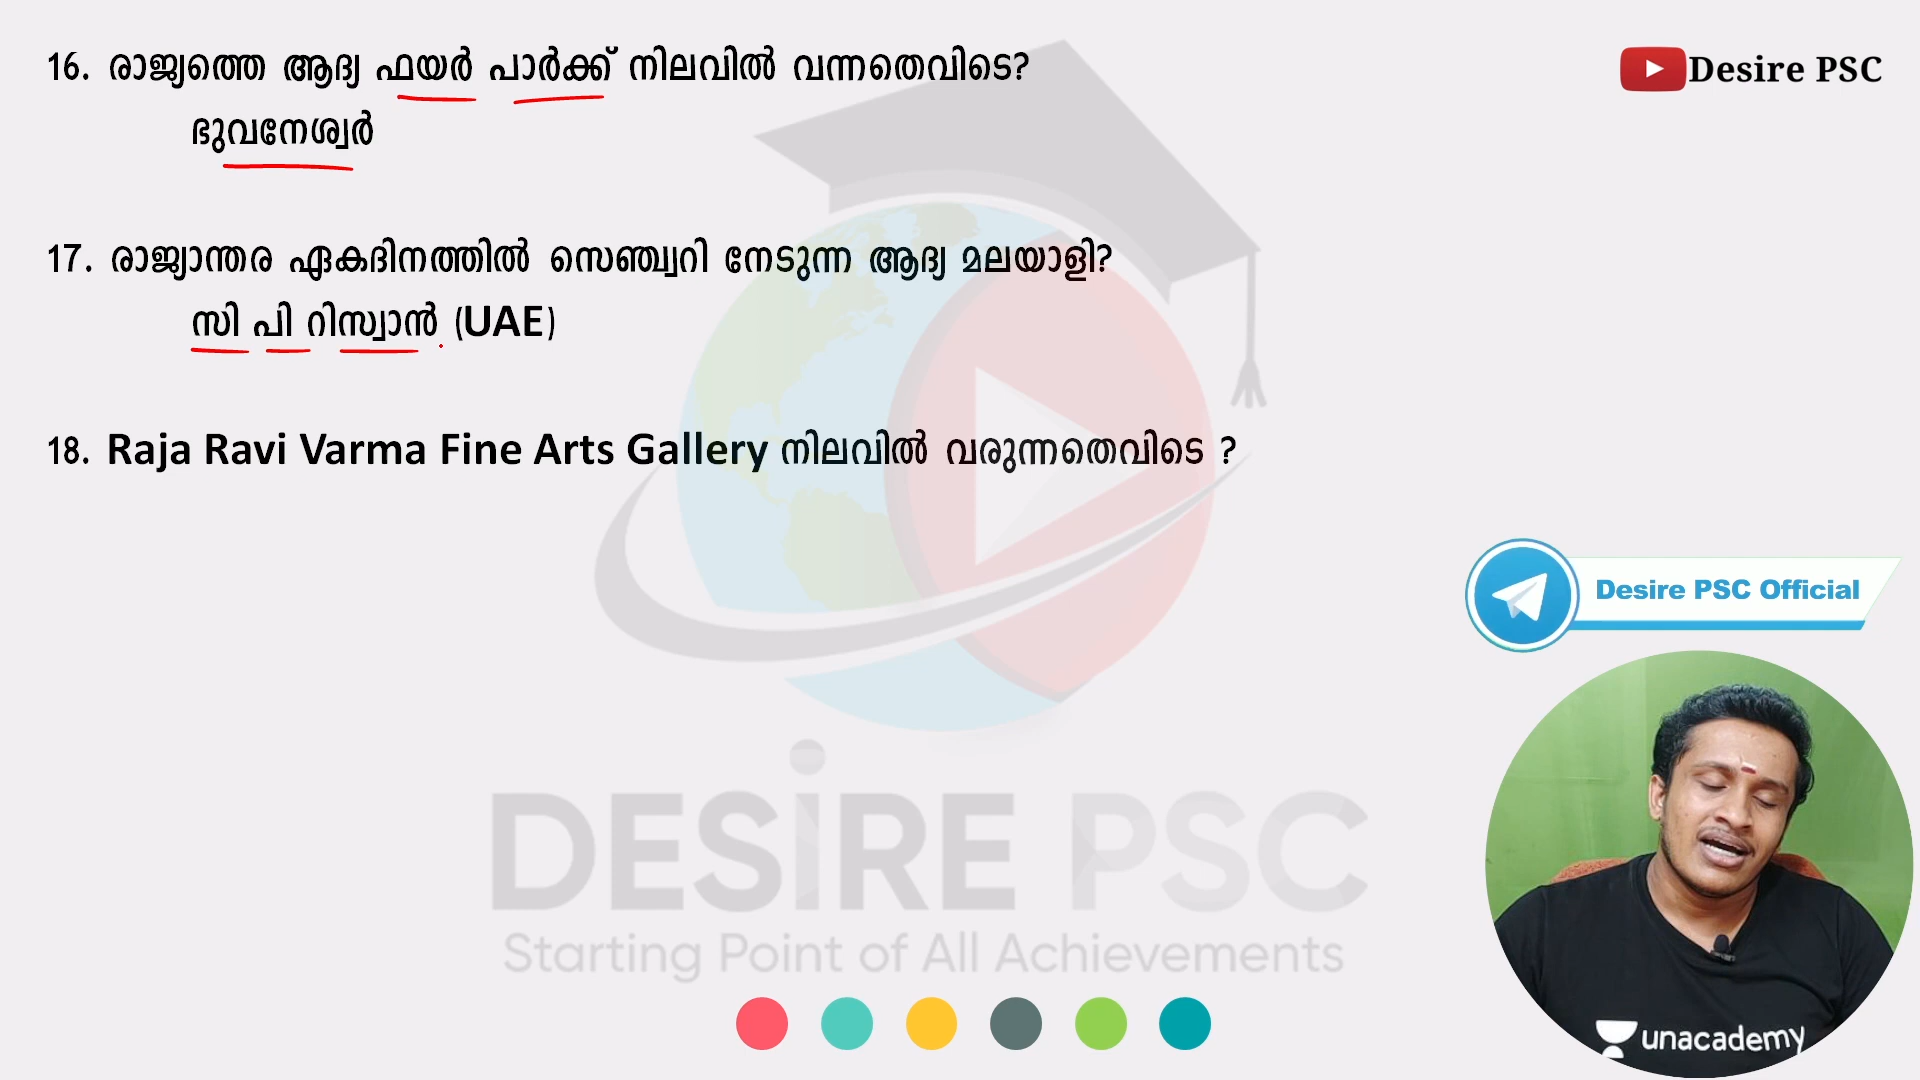 16. രാജ്യത്തെ ആദ്യ ഫയർ പാർക്ക് നിലവിൽ വന്നതെവിടെ?
Desire PSC
ഭുവനേശ്വർ
17. രാജ്യാന്തര ഏകദിനത്തിൽ സെഞ്ച്വറി നേടുന്ന ആദ്യ മലയാളി?
സി പി റിസ്വാൻ (UAE)
18. Raja Ravi Varma Fine Arts Gallery നിലവിൽ വരുന്നതെവിടെ ?
Desire PSC Official
DESIRE PSC
Starting Point of All Achievements
unacademy